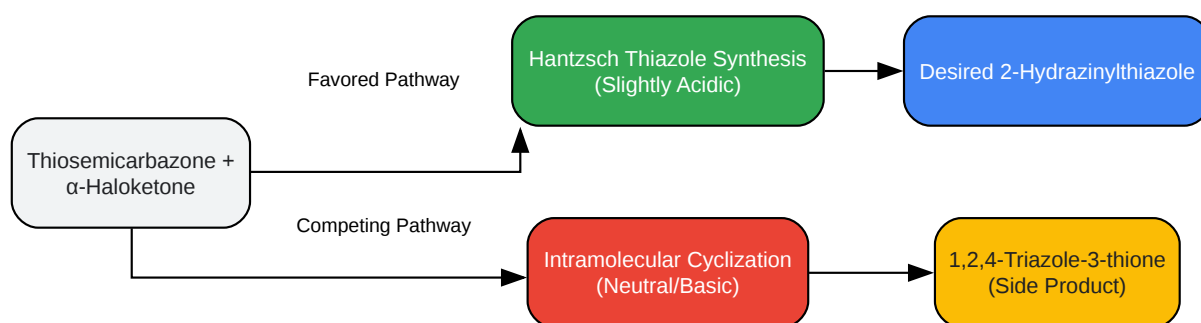 Hantzsch Thiazole Synthesis
(Slightly Acidic)
Desired 2-Hydrazinylthiazole
Favored Pathway
Thiosemicarbazone +
α-Haloketone
Competing Pathway
Intramolecular Cyclization
(Neutral/Basic)
1,2,4-Triazole-3-thione
(Side Product)